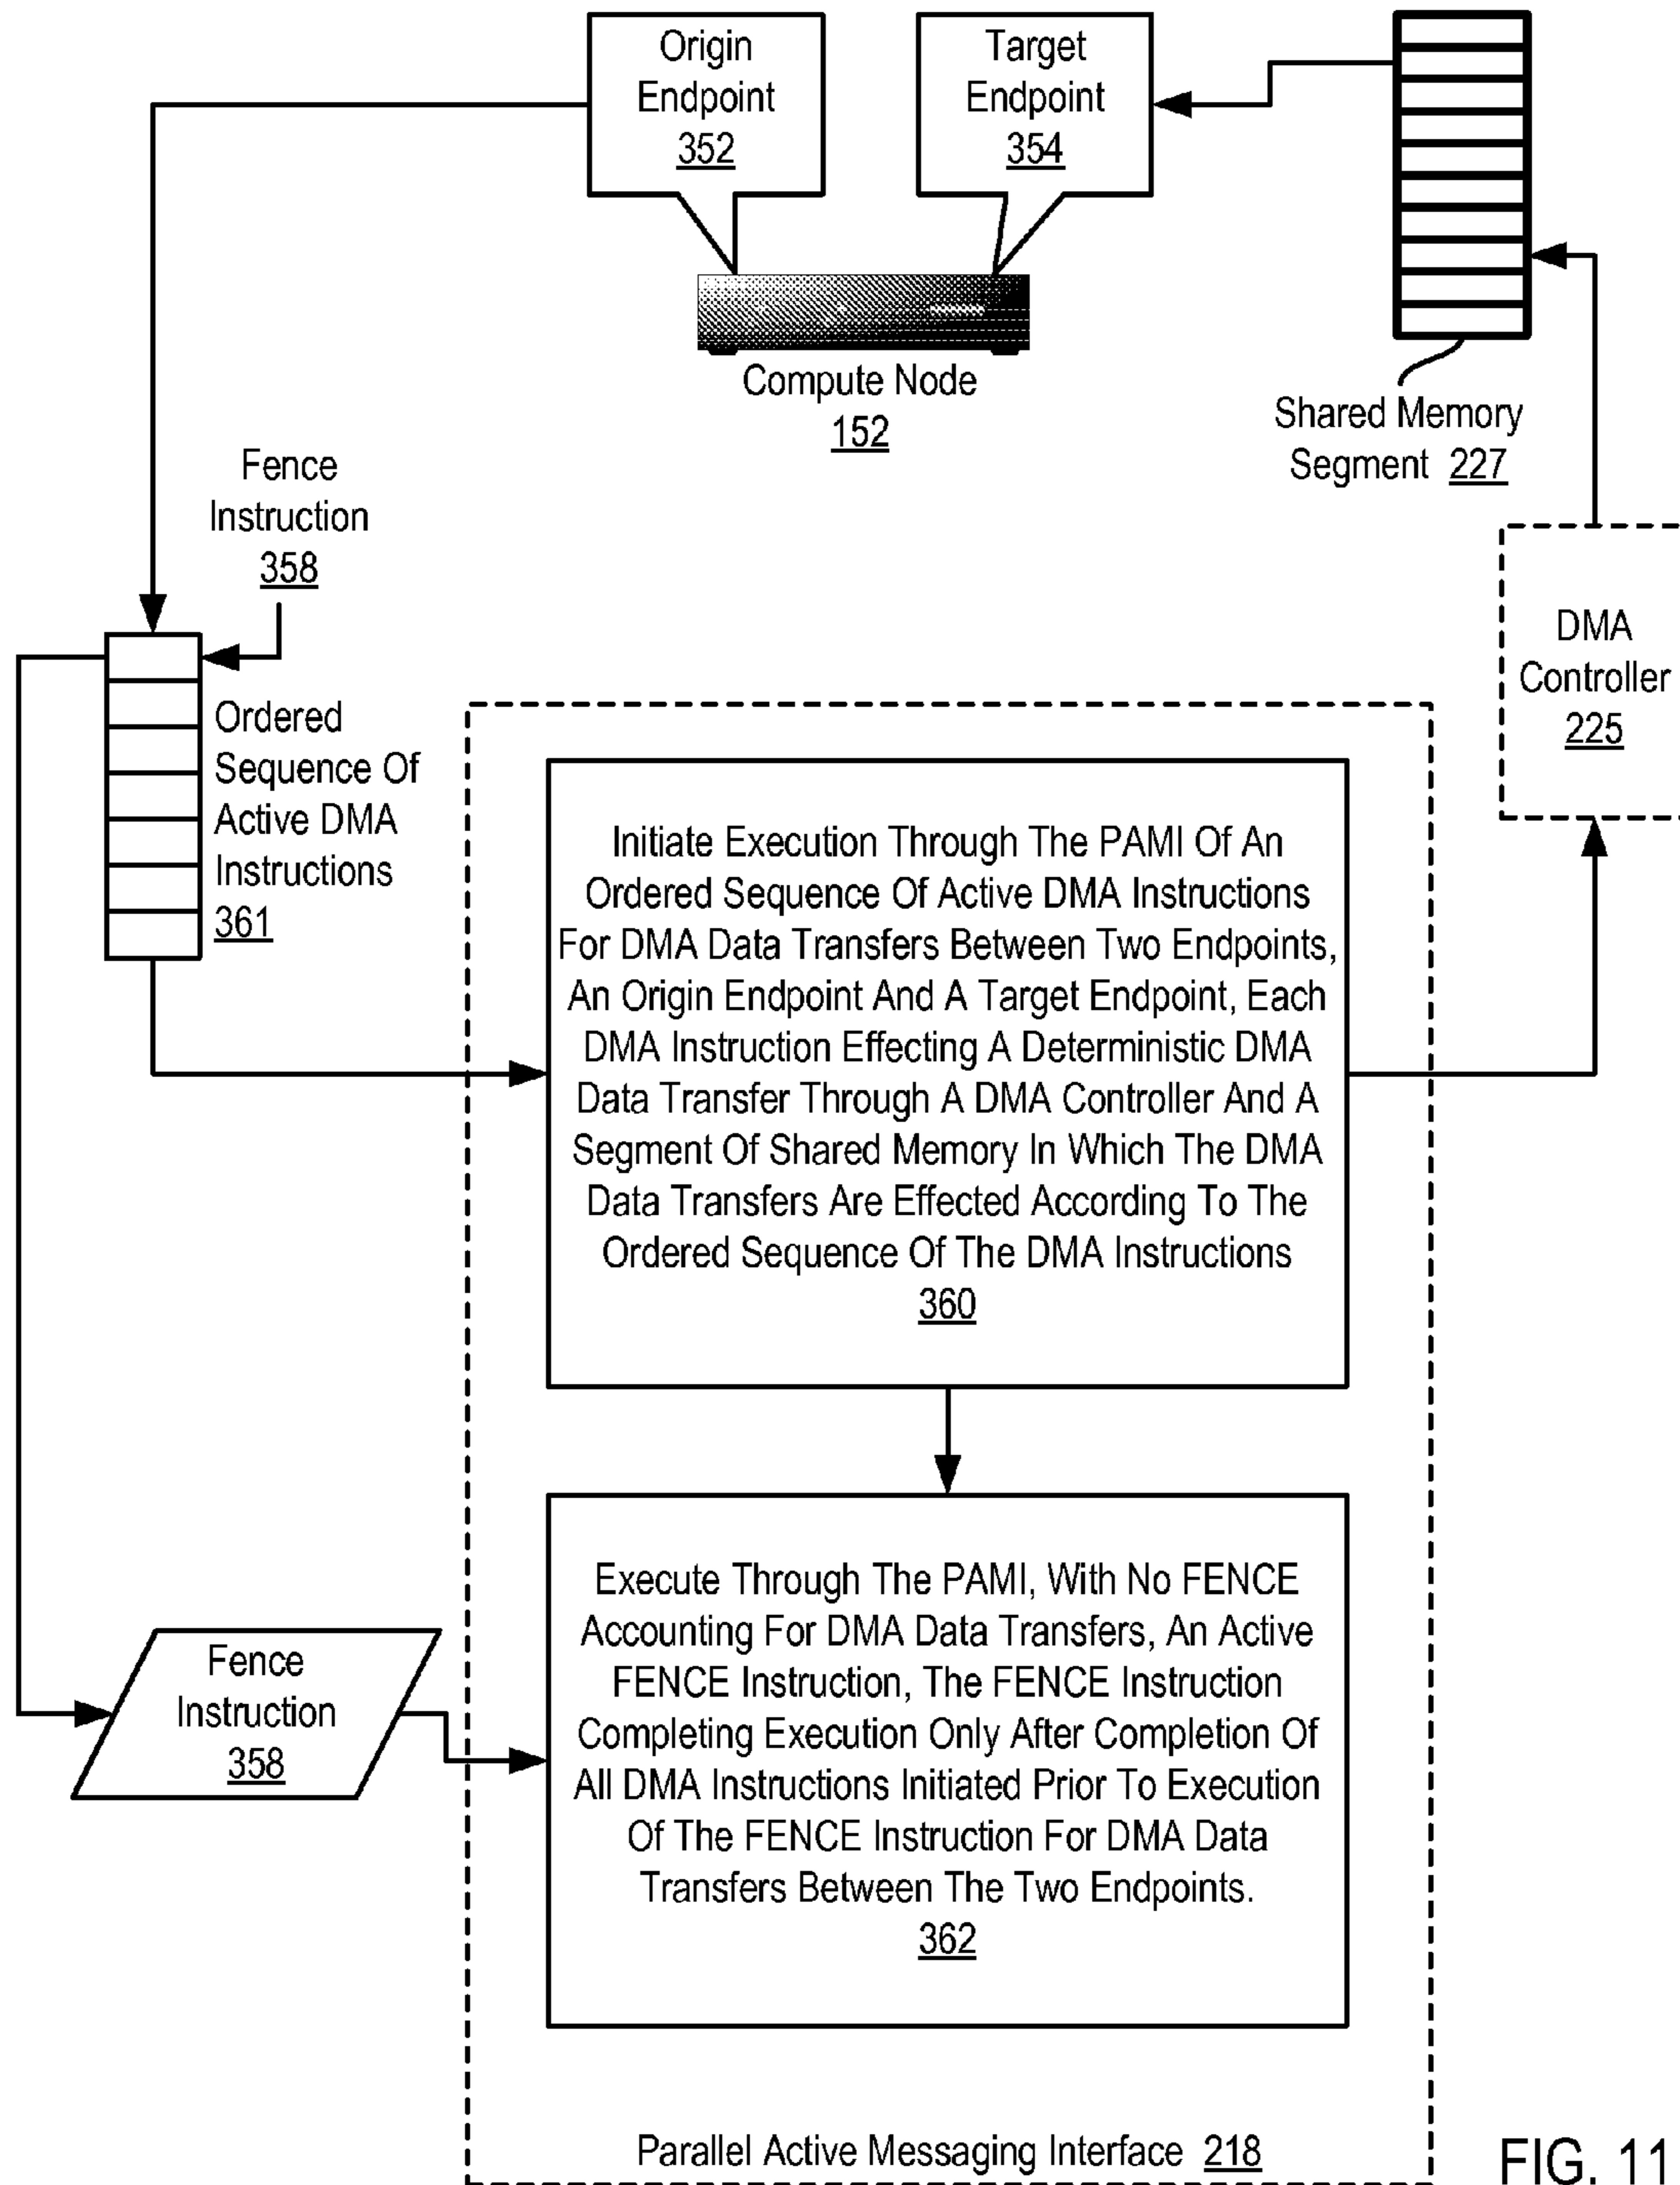 Origin
Endpoint
352
Target
Endpoint
354
Compute Node
152
Shared Memory
Segment 227
Fence
Instruction
358
DMA
Controller
225
Ordered
Sequence Of
Active DMA
Instructions
361
Initiate Execution Through The PAMI Of An
Ordered Sequence Of Active DMA Instructions
For DMA Data Transfers Between Two Endpoints,
An Origin Endpoint And A Target Endpoint, Each
DMA Instruction Effecting A Deterministic DMA
Data Transfer Through A DMA Controller And A
Segment Of Shared Memory In Which The DMA
Data Transfers Are Effected According To The
Ordered Sequence Of The DMA Instructions
360
Execute Through The PAMI, With No FENCE
Accounting For DMA Data Transfers, An Active
FENCE Instruction, The FENCE Instruction
Completing Execution Only After Completion Of
All DMA Instructions Initiated Prior To Execution
Of The FENCE Instruction For DMA Data
Transfers Between The Two Endpoints.
362
Fence
Instruction
358
Parallel Active Messaging Interface 218
FIG. 11